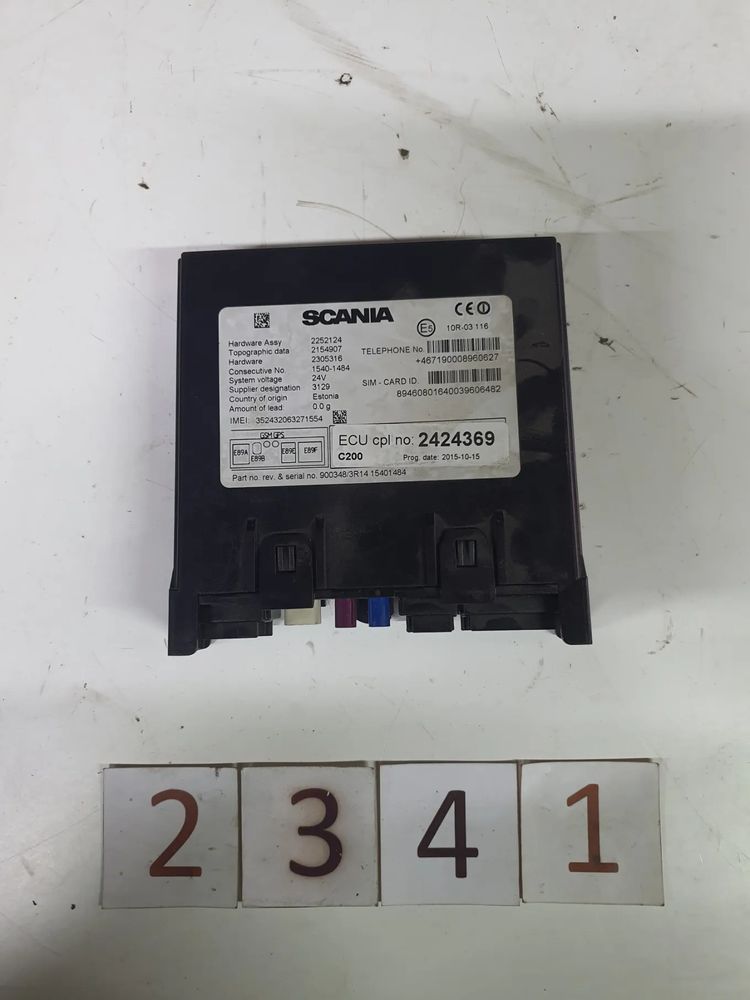 SCANIA
CE
E5 10R-03 116
Hardware Assy 2252124
Topographic data 2154907
Hardware 2305316
Consecutive No. 1540-1484
System voltage 24V
Supplier designation 3129
Country of origin Estonia
Amount of lead: 0.0 g
IMEI: 352432063271554
TELEPHONE No.
+467190008960627
SIM - CARD ID.
89460801640039606482
GSM GPS
E89A E89B E89E E89F
ECU cpl no: 2424369
C200 Prog. date: 2015-10-15
Part no. rev. & serial no. 900348/3R14 15401484
2 3 4 1